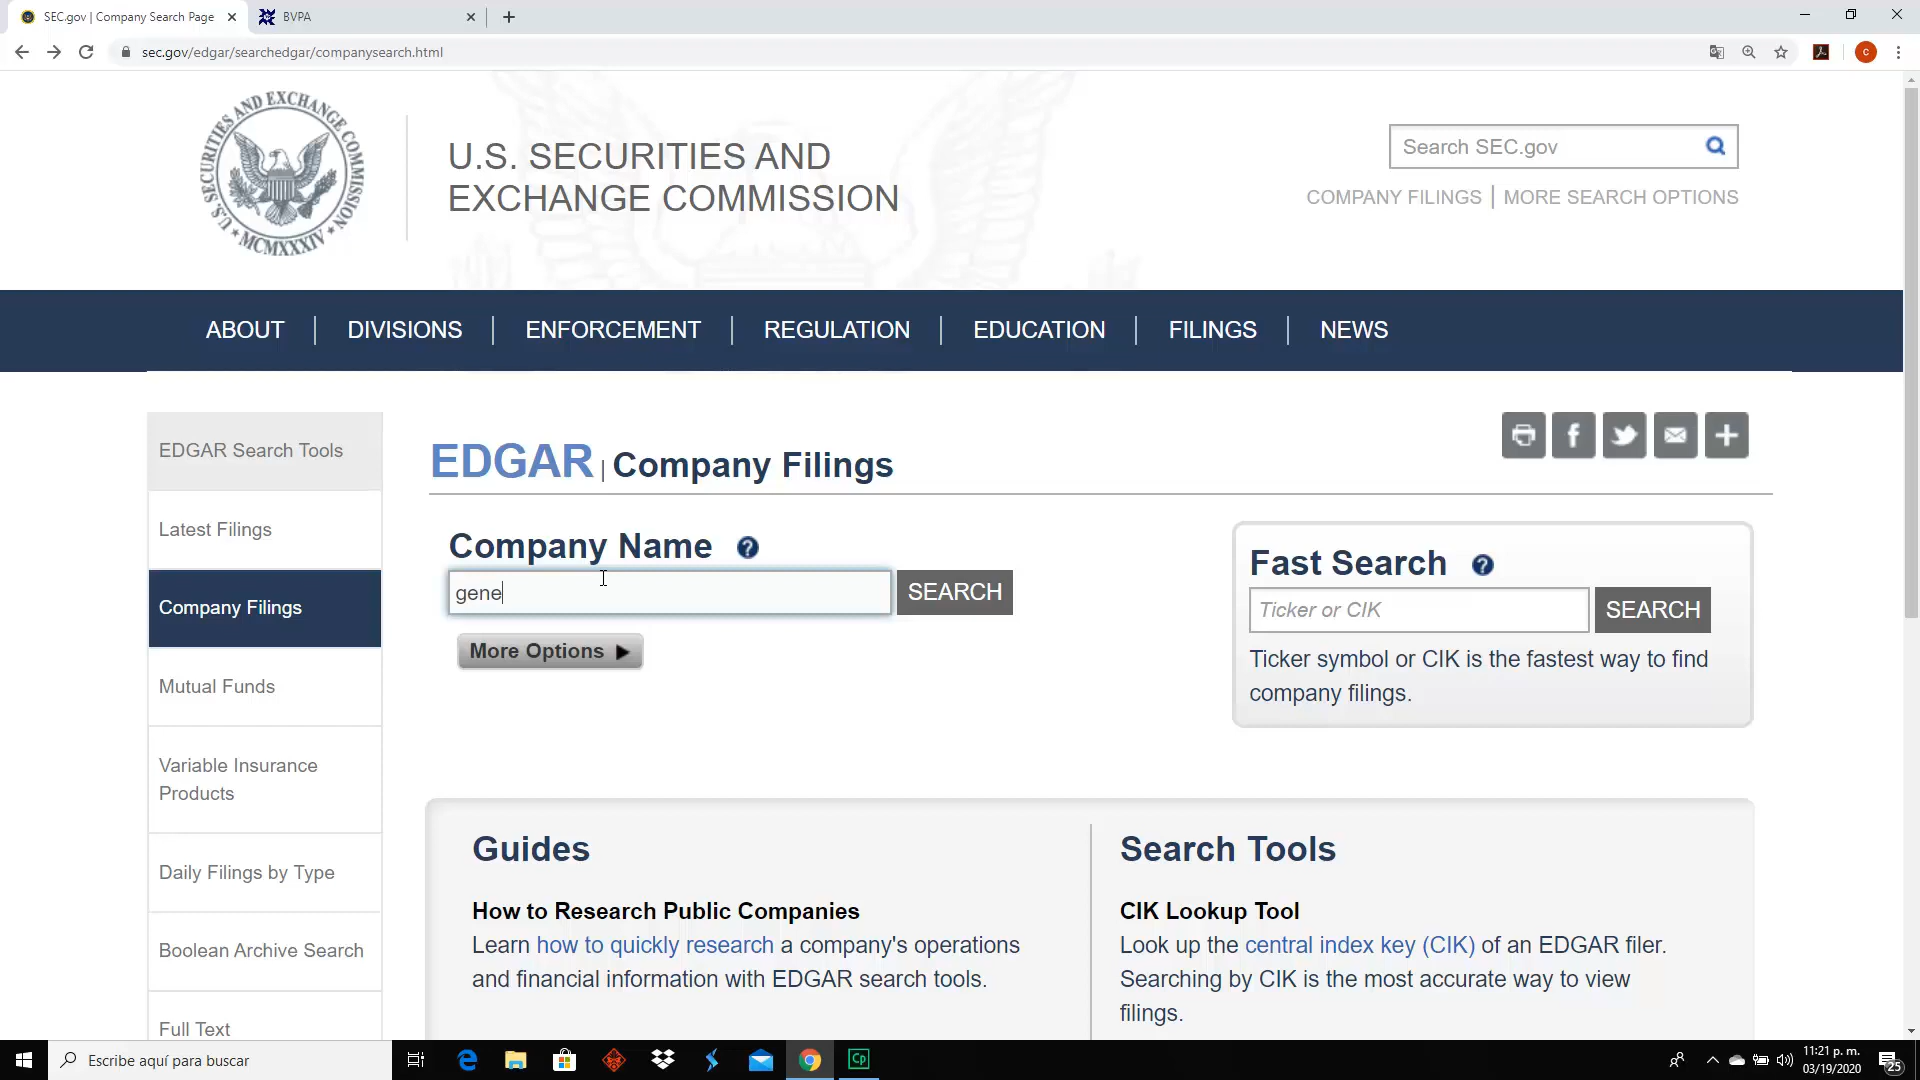 SEC.gov | Company Search Page
BVPA
sec.gov/edgar/searchedgar/companysearch.html
C
U.S. SECURITIES AND EXCHANGE COMMISSION
MCMXXXIV
U.S. SECURITIES AND
EXCHANGE COMMISSION
Search SEC.gov
COMPANY FILINGS | MORE SEARCH OPTIONS
ABOUT | DIVISIONS | ENFORCEMENT | REGULATION | EDUCATION | FILINGS | NEWS
EDGAR Search Tools
Latest Filings
Company Filings
Mutual Funds
Variable Insurance
Products
Daily Filings by Type
Boolean Archive Search
Full Text
EDGAR | Company Filings
Company Name ?
gene
SEARCH
More Options
Fast Search ?
Ticker or CIK
SEARCH
Ticker symbol or CIK is the fastest way to find
company filings.
Guides
How to Research Public Companies
Learn how to quickly research a company's operations
and financial information with EDGAR search tools.
Search Tools
CIK Lookup Tool
Look up the central index key (CIK) of an EDGAR filer.
Searching by CIK is the most accurate way to view
filings.
Escribe aquí para buscar
Cp
11:21 p. m.
03/19/2020
25